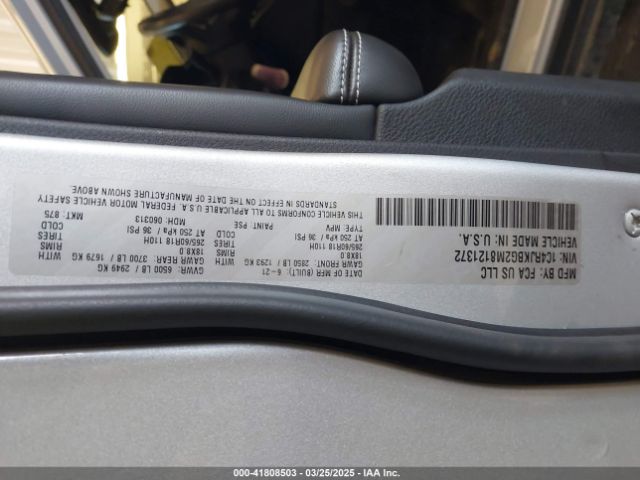 MFD BY: FCA US LLC
VIN: 1C4RJKBG2M8121372
VEHICLE MADE IN: U.S.A.
DATE OF MFR (BUILT): 6-21 GVWR: 6500 LB / 2949 KG
GAWR FRONT: 2850 LB / 1293 KG WITH GAWR REAR: 3700 LB / 1679 KG WITH
18X8.0 RIMS 18X8.0 RIMS
265/60R18 110H TIRES 265/60R18 110H TIRES
AT 250 kPa / 36 PSI COLD AT 250 kPa / 36 PSI COLD
TYPE: MPV PAINT: PSE MDH: 060313 MKT: 875
THIS VEHICLE CONFORMS TO ALL APPLICABLE U.S.A. FEDERAL MOTOR VEHICLE SAFETY
STANDARDS IN EFFECT ON THE DATE OF MANUFACTURE SHOWN ABOVE.
000-41808503 - 03/25/2025 - IAA Inc.